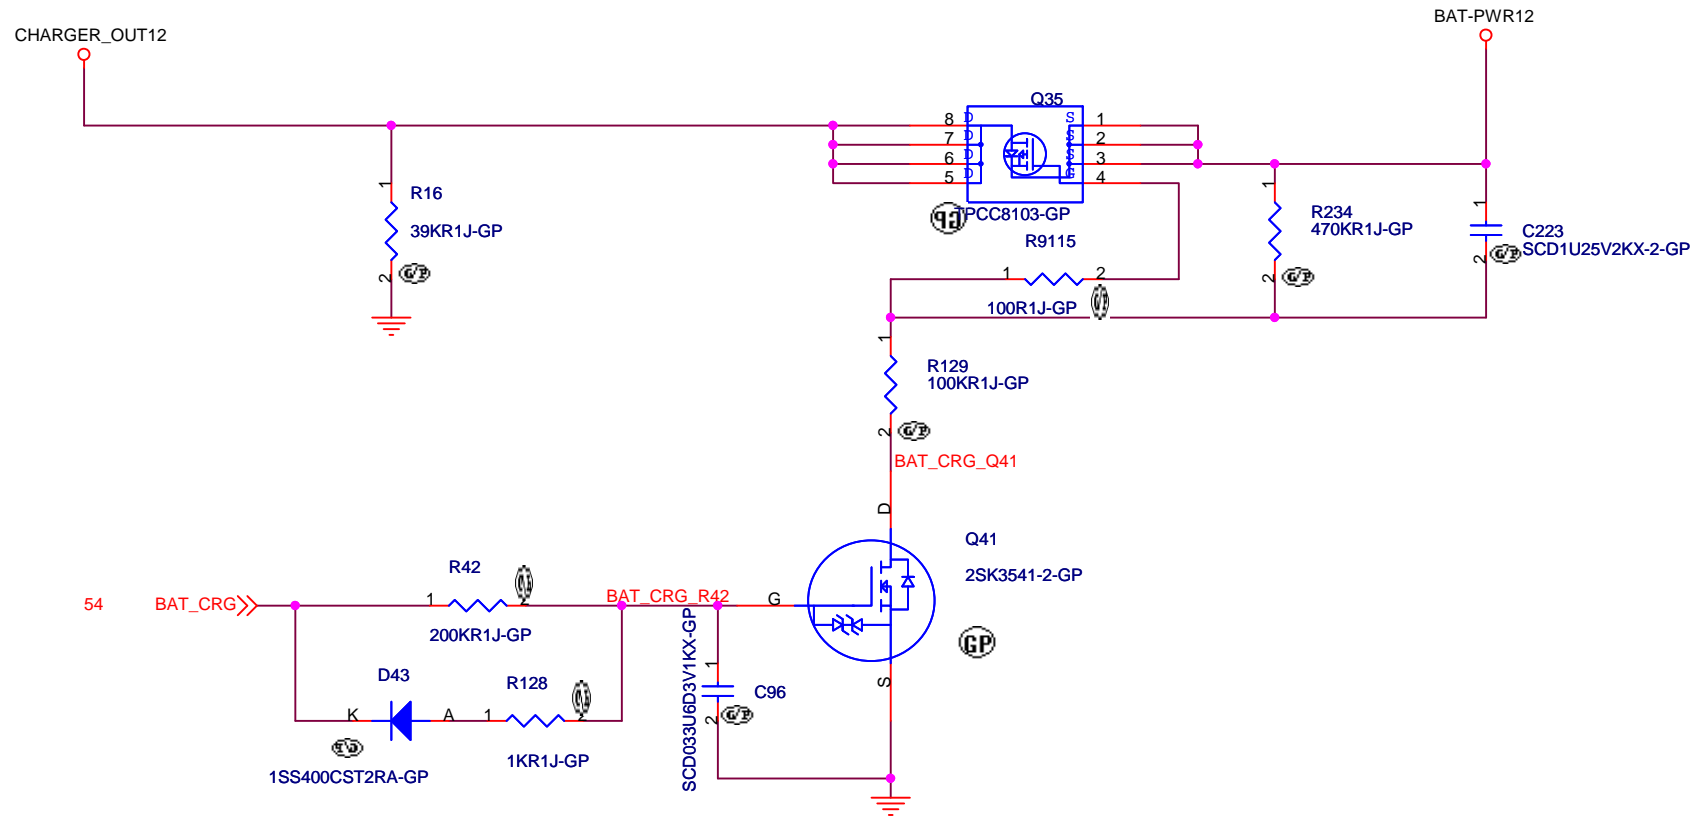 CHARGER_OUT12
BAT-PWR12
Q35
8 D S 1
7 D S 2
6 D S 3
5 D G 4
TPCC8103-GP
GP
1
R16
39KR1J-GP
2
G/P
R9115
1 2
100R1J-GP
G/P
1
R234
470KR1J-GP
2
G/P
1
C223
SCD1U25V2KX-2-GP
2
G/P
1
R129
100KR1J-GP
2
G/P
BAT_CRG_Q41
D
Q41
2SK3541-2-GP
G
S
GP
54
BAT_CRG
R42
1 2
200KR1J-GP
G/P
BAT_CRG_R42
D43
K A
G/P
1SS400CST2RA-GP
R128
1 2
G/P
1KR1J-GP
SCD033U6D3V1KX-GP
1
C96
2
G/P